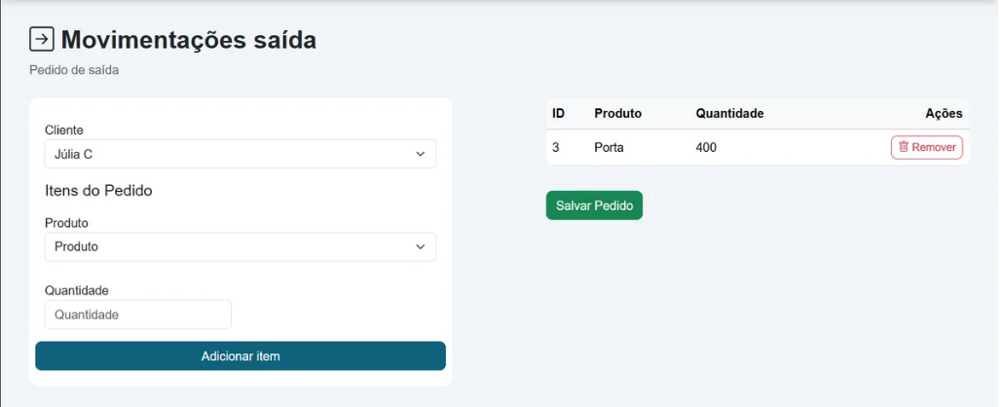 Movimentações saída
Pedido de saída
Cliente
Júlia C
Itens do Pedido
Produto
Produto
Quantidade
Quantidade
Adicionar item
ID Produto Quantidade Ações
3 Porta 400 Remover
Salvar Pedido